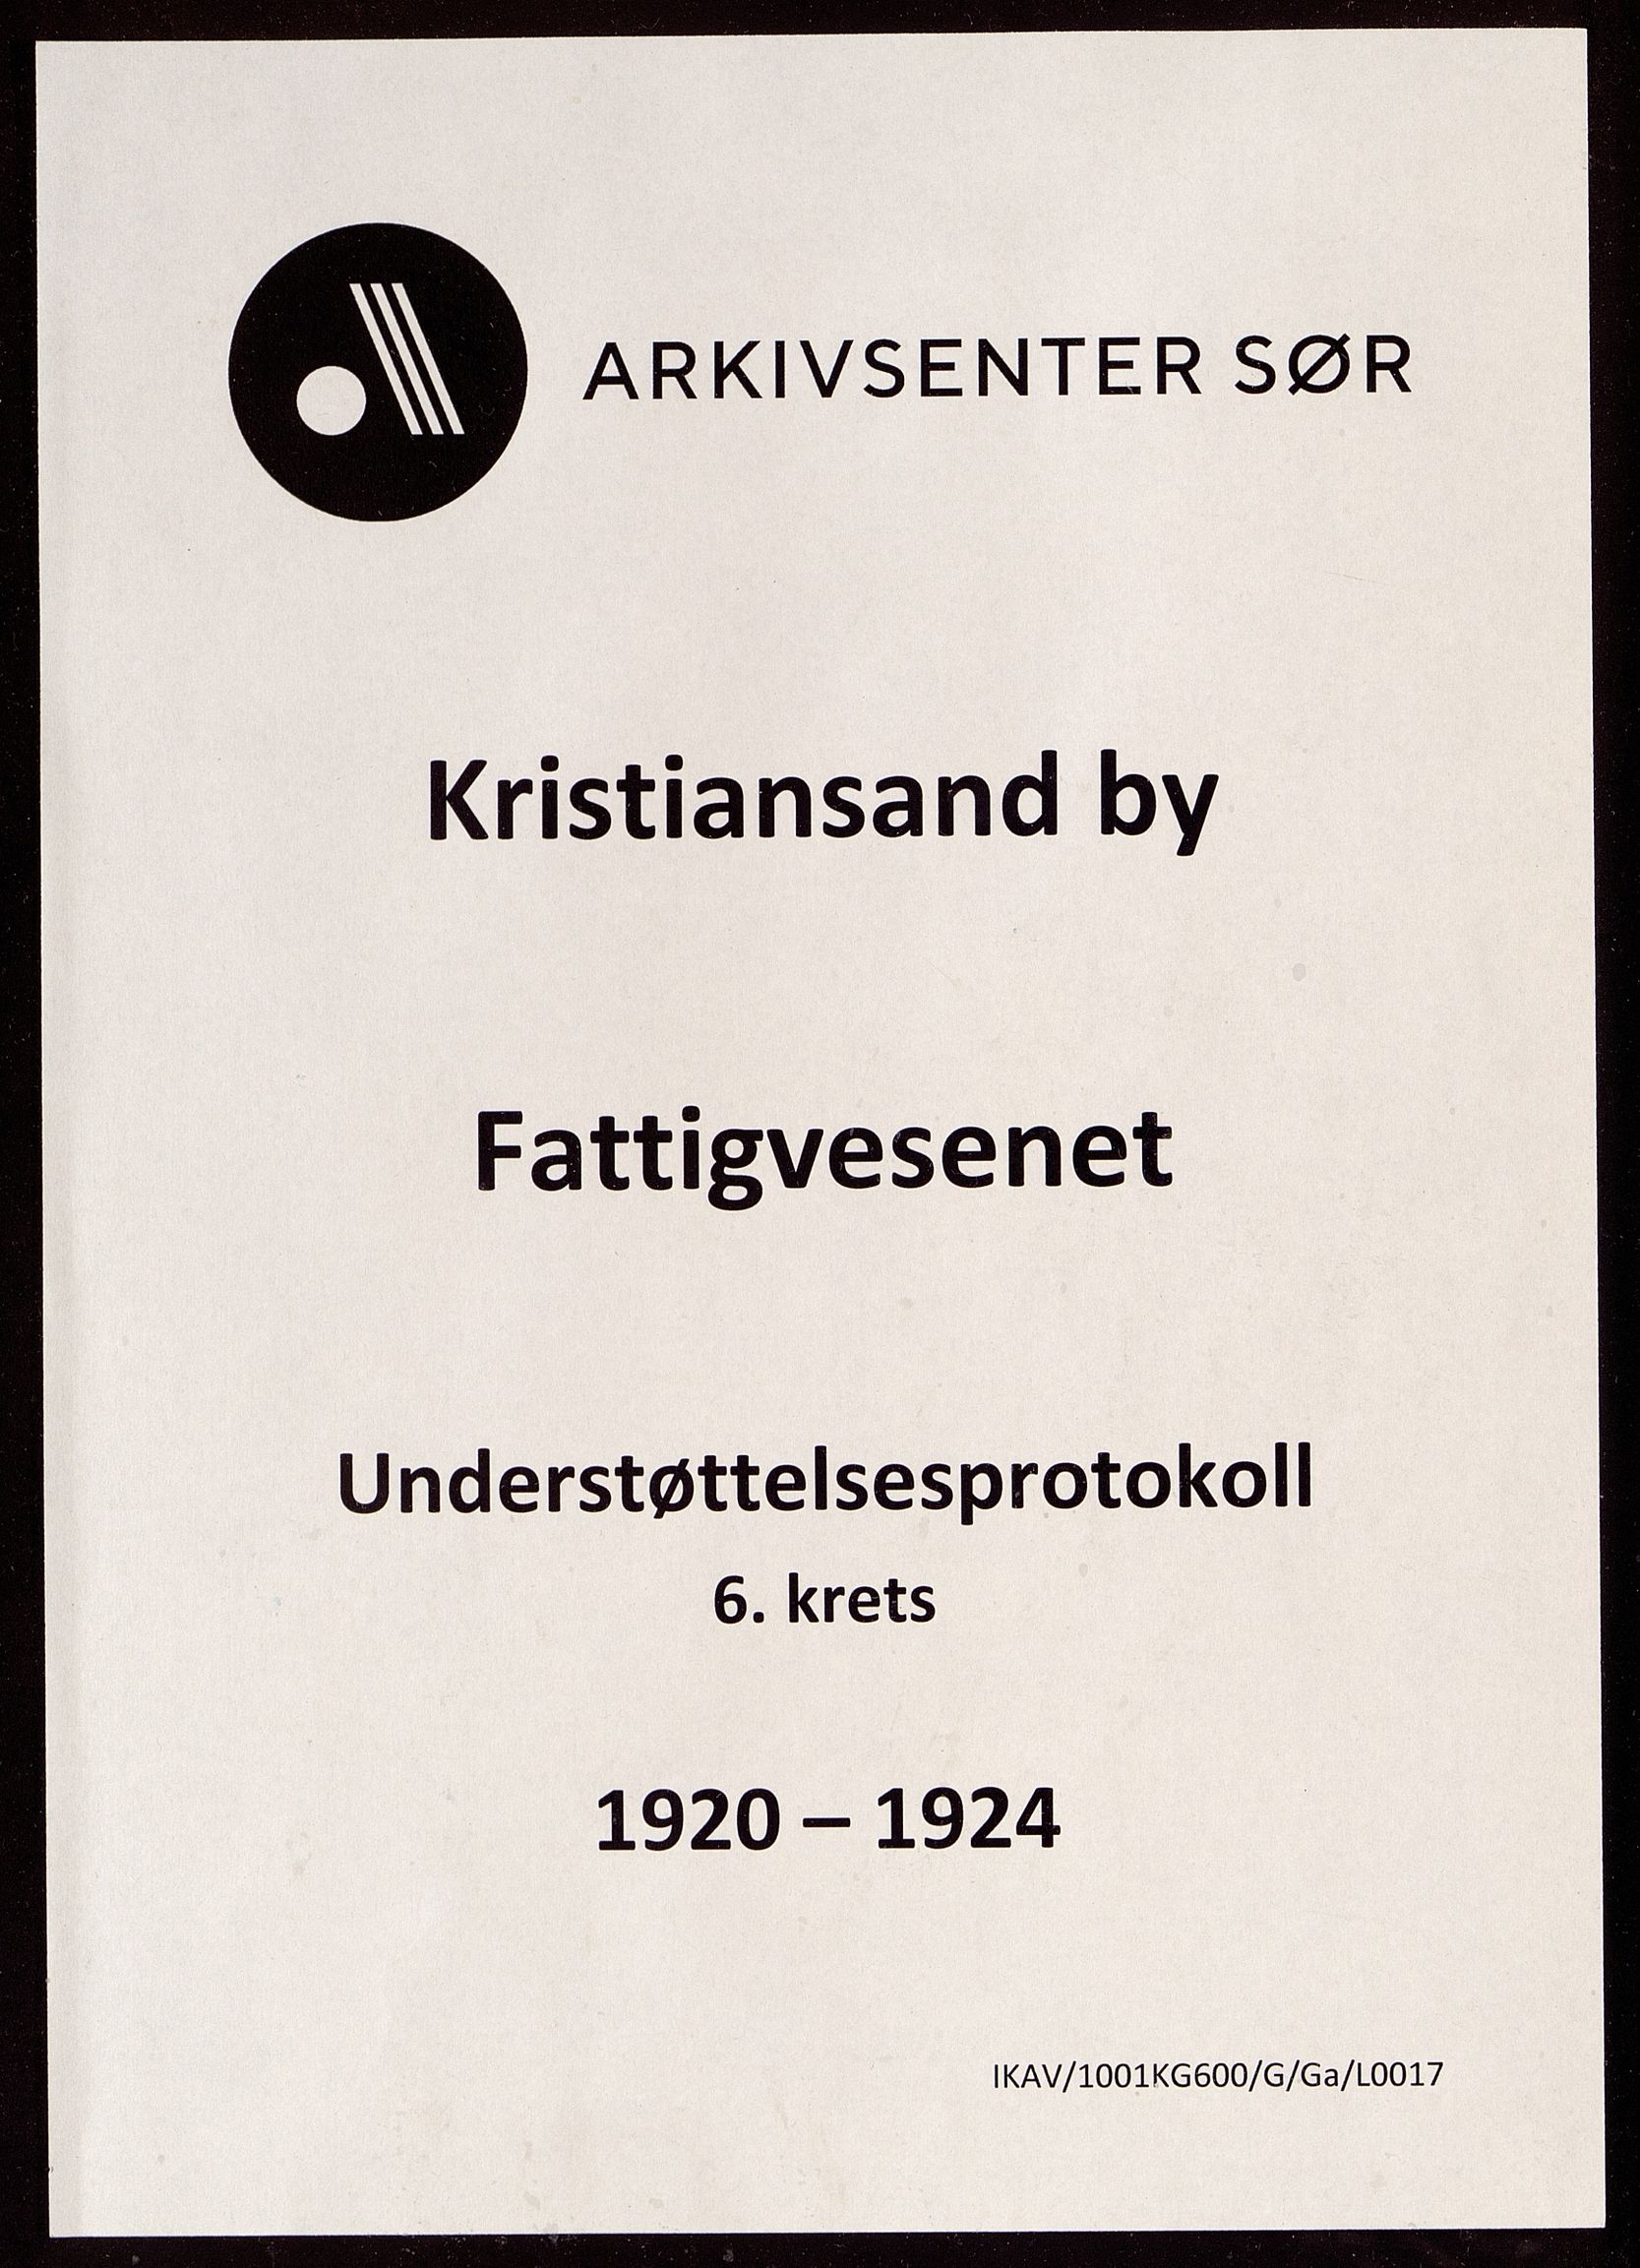 ARKIVSENTER SØR
Kristiansand by
Fattigvesenet
Understøttelsesprotokoll
6. krets
1920 – 1924
IKAV/1001KG600/G/Ga/L0017